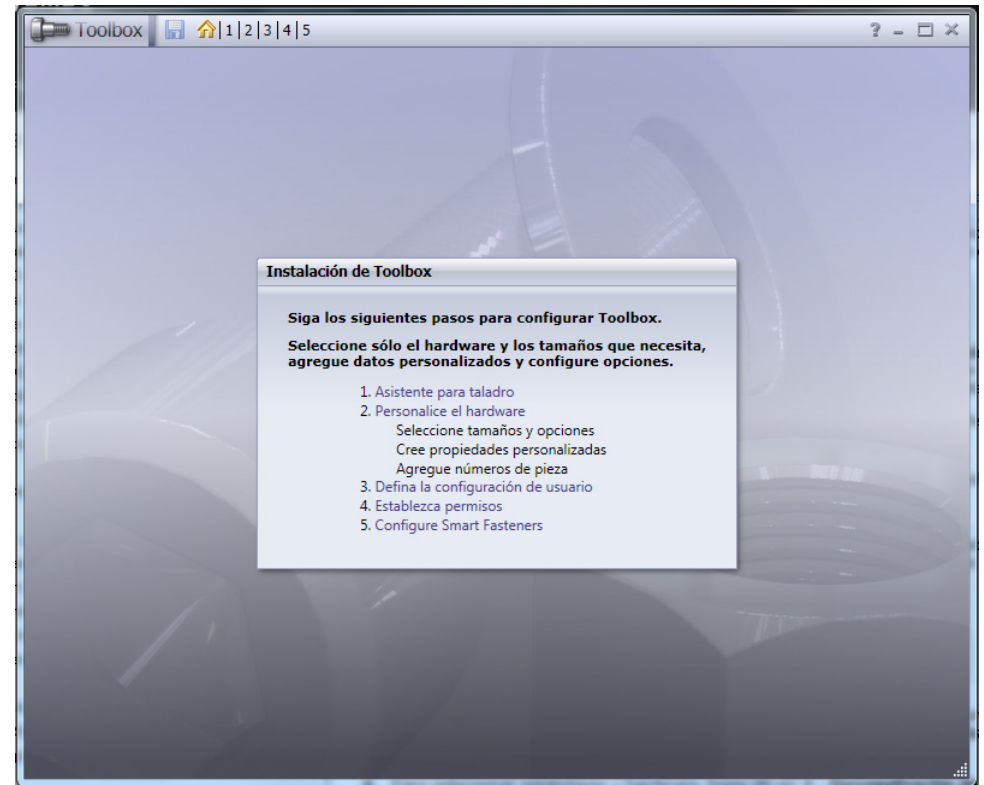 Toolbox |1|2|3|4|5 ?
Instalación de Toolbox
Siga los siguientes pasos para configurar Toolbox.
Seleccione sólo el hardware y los tamaños que necesita,
agregue datos personalizados y configure opciones.
1. Asistente para taladro
2. Personalice el hardware
Seleccione tamaños y opciones
Cree propiedades personalizadas
Agregue números de pieza
3. Defina la configuración de usuario
4. Establezca permisos
5. Configure Smart Fasteners